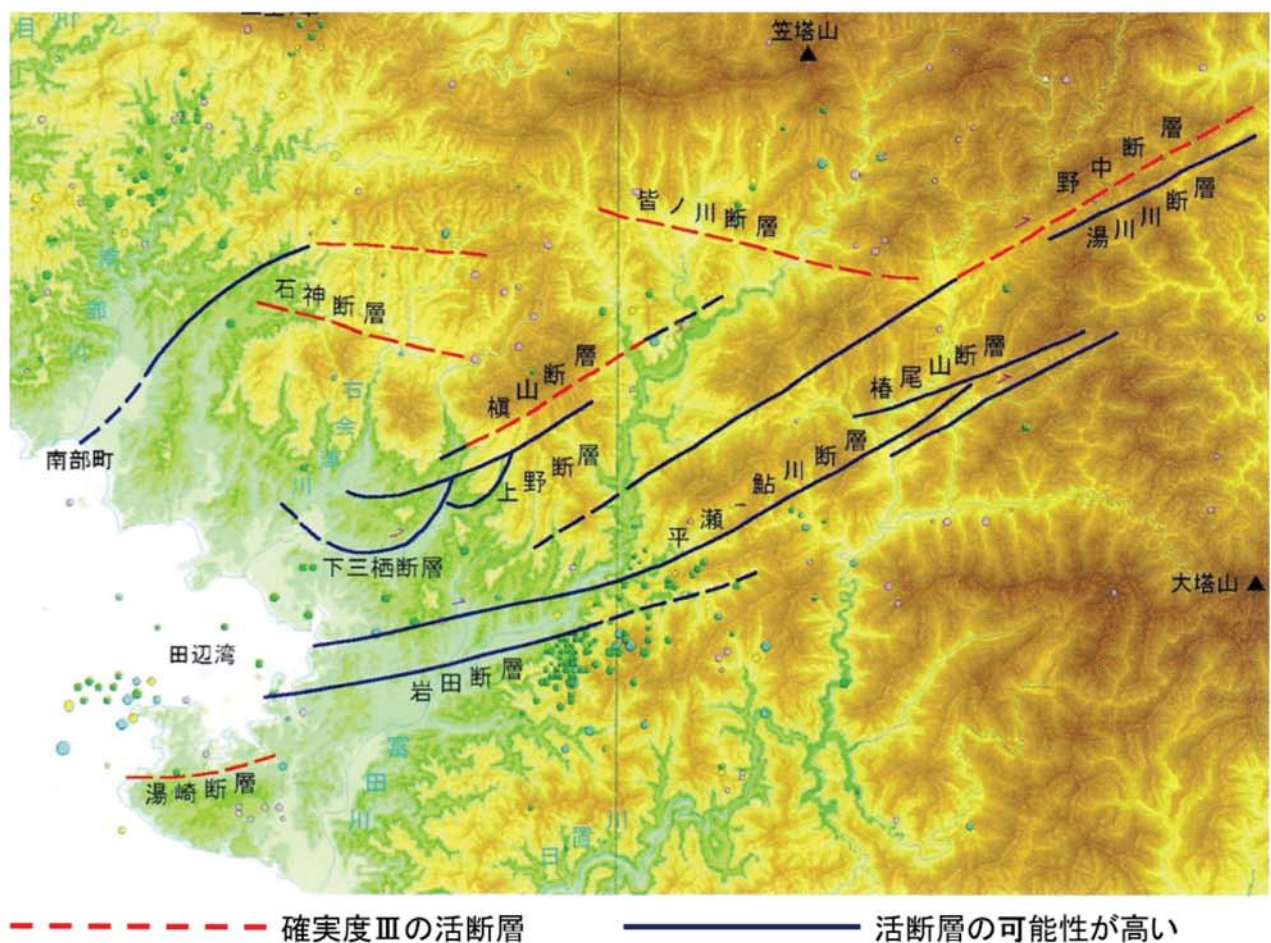 笠塔山
野中断層
湯川川断層
皆ノ川断層
南部川
石神断層
椿尾山断層
槇山断層
右会津川
南部町
上野断層
平瀬-鮎川断層
下三栖断層
大塔山
田辺湾
岩田断層
富田川
湯崎断層
日置川
確実度Ⅲの活断層
活断層の可能性が高い